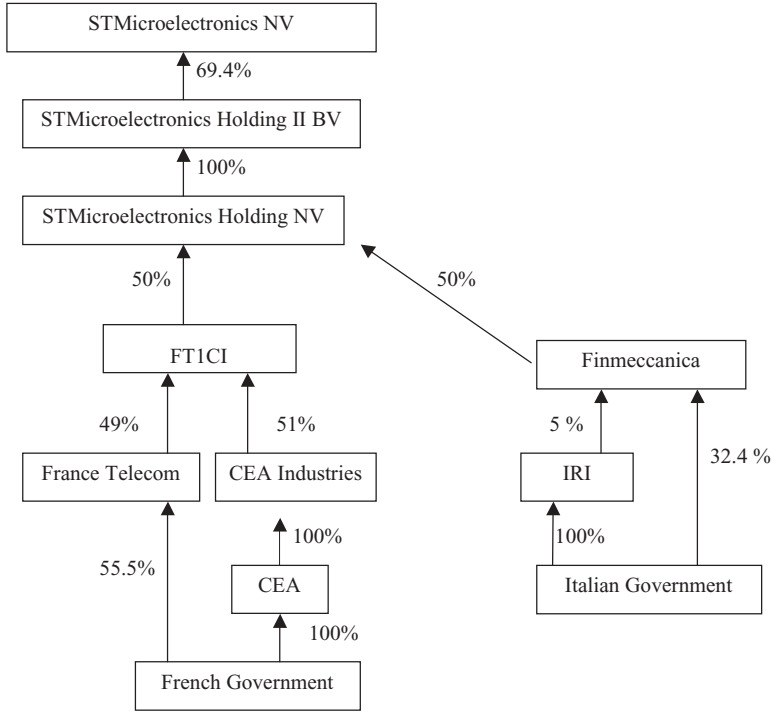 STMicroelectronics NV
69.4%
STMicroelectronics Holding II BV
100%
STMicroelectronics Holding NV
50%
50%
FT1CI
Finmeccanica
49%
51%
5 %
32.4 %
France Telecom
CEA Industries
IRI
100%
100%
55.5%
CEA
Italian Government
100%
French Government